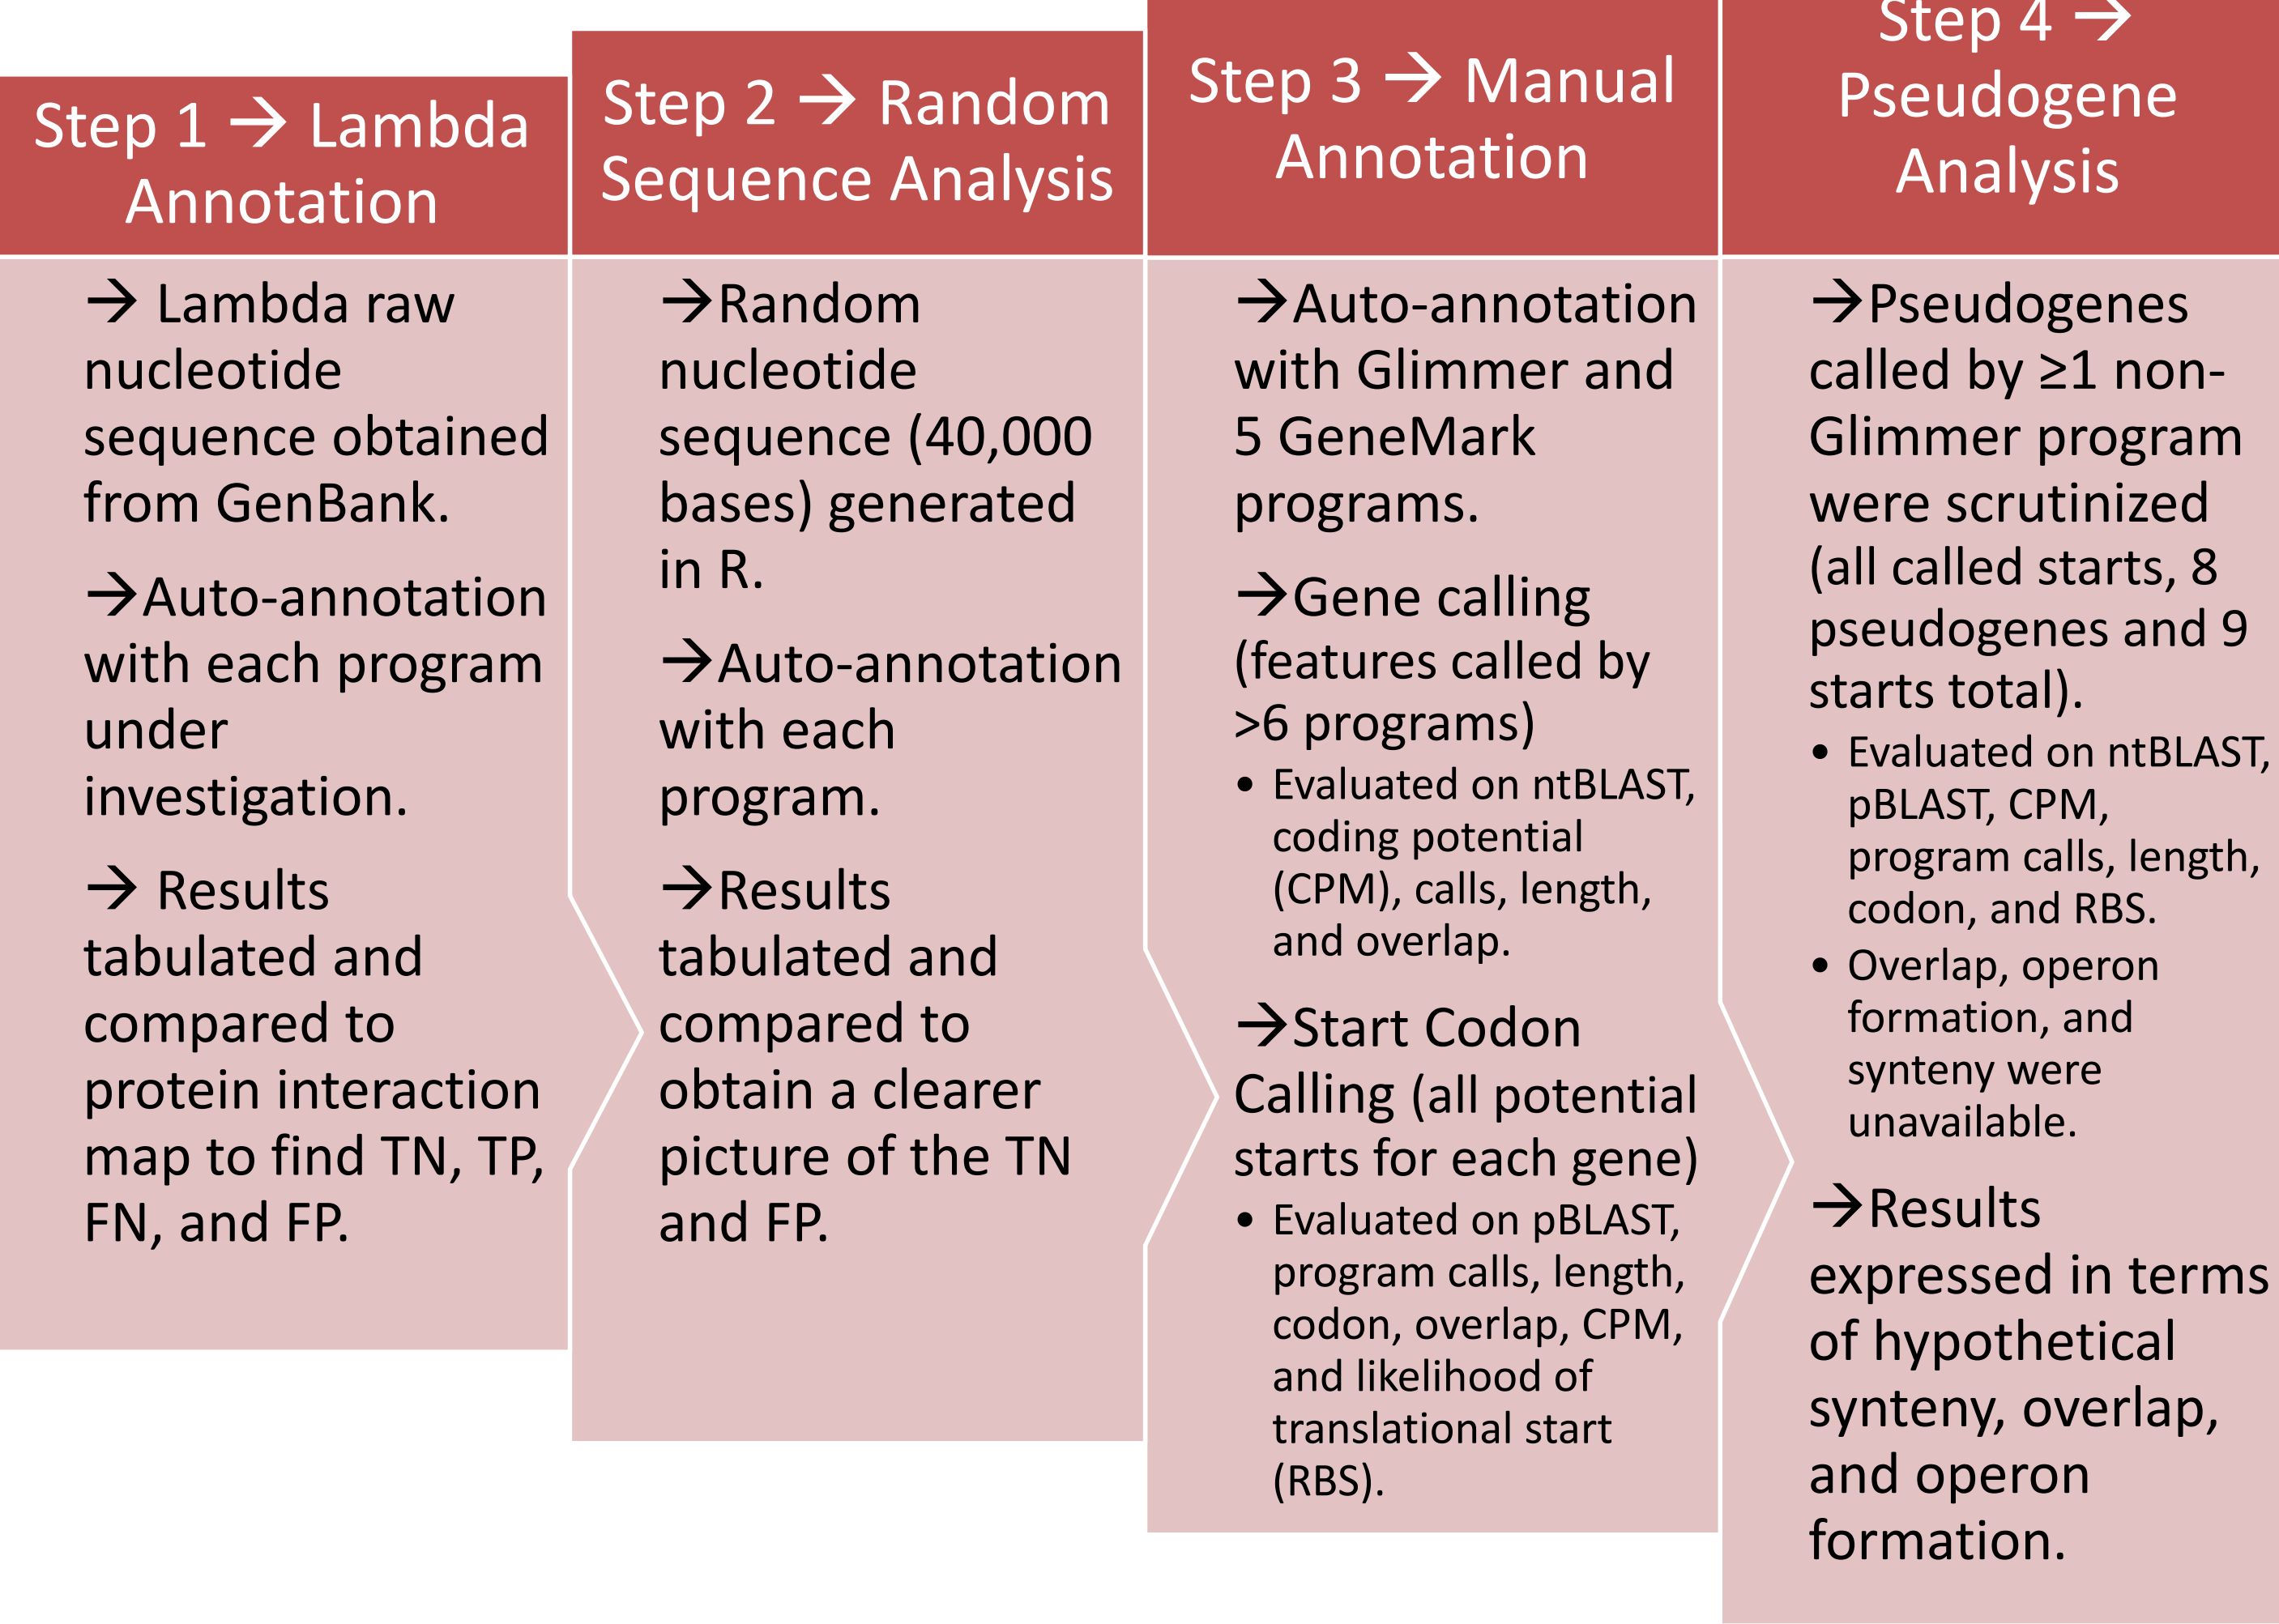 Step 1 → Lambda
Annotation
→ Lambda raw
nucleotide
sequence obtained
from GenBank.
→Auto-annotation
with each program
under
investigation.
→ Results
tabulated and
compared to
protein interaction
map to find TN, TP,
FN, and FP.
Step 2 → Random
Sequence Analysis
→Random
nucleotide
sequence (40,000
bases) generated
in R.
→Auto-annotation
with each
program.
→Results
tabulated and
compared to
obtain a clearer
picture of the TN
and FP.
Step 3 → Manual
Annotation
→Auto-annotation
with Glimmer and
5 GeneMark
programs.
→Gene calling
(features called by
>6 programs)
• Evaluated on ntBLAST,
coding potential
(CPM), calls, length,
and overlap.
→Start Codon
Calling (all potential
starts for each gene)
• Evaluated on pBLAST,
program calls, length,
codon, overlap, CPM,
and likelihood of
translational start
(RBS).
Step 4 →
Pseudogene
Analysis
→Pseudogenes
called by ≥1 non-
Glimmer program
were scrutinized
(all called starts, 8
pseudogenes and 9
starts total).
• Evaluated on ntBLAST,
pBLAST, CPM,
program calls, length,
codon, and RBS.
• Overlap, operon
formation, and
synteny were
unavailable.
→Results
expressed in terms
of hypothetical
synteny, overlap,
and operon
formation.